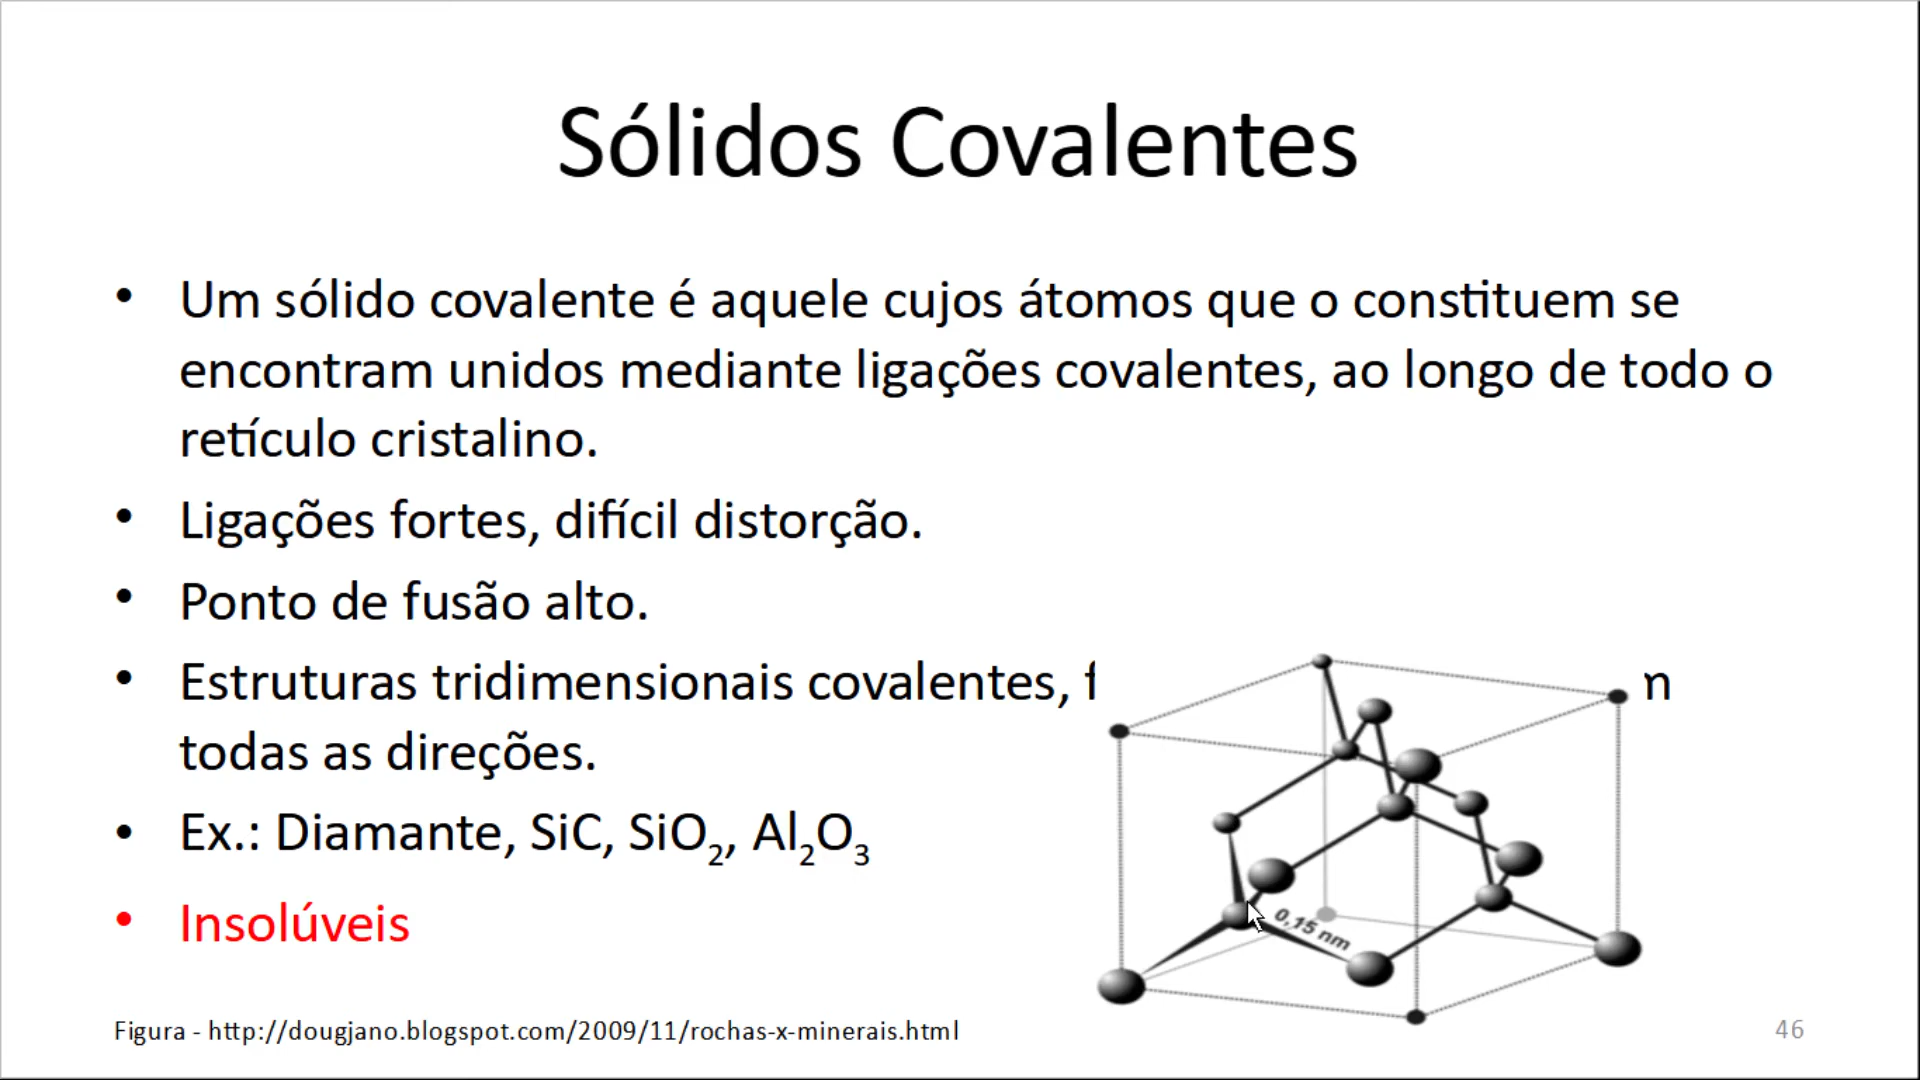 Sólidos Covalentes
• Um sólido covalente é aquele cujos átomos que o constituem se
encontram unidos mediante ligações covalentes, ao longo de todo o
retículo cristalino.
• Ligações fortes, difícil distorção.
• Ponto de fusão alto.
• Estruturas tridimensionais covalentes,
todas as direções.
• Ex.: Diamante, SiC, SiO₂, Al₂O₃
• Insolúveis
0,15 nm
Figura - http://dougjano.blogspot.com/2009/11/rochas-x-minerais.html
46